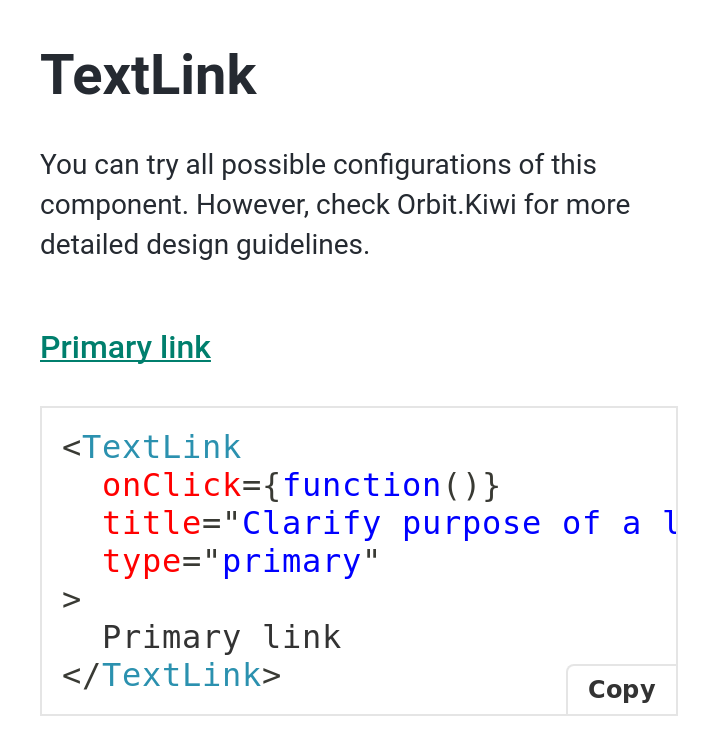 TextLink
You can try all possible configurations of this
component. However, check Orbit.Kiwi for more
detailed design guidelines.
Primary link
<TextLink
  onClick={function()}
  title="Clarify purpose of a l
  type="primary"
>
  Primary link
</TextLink>
Copy